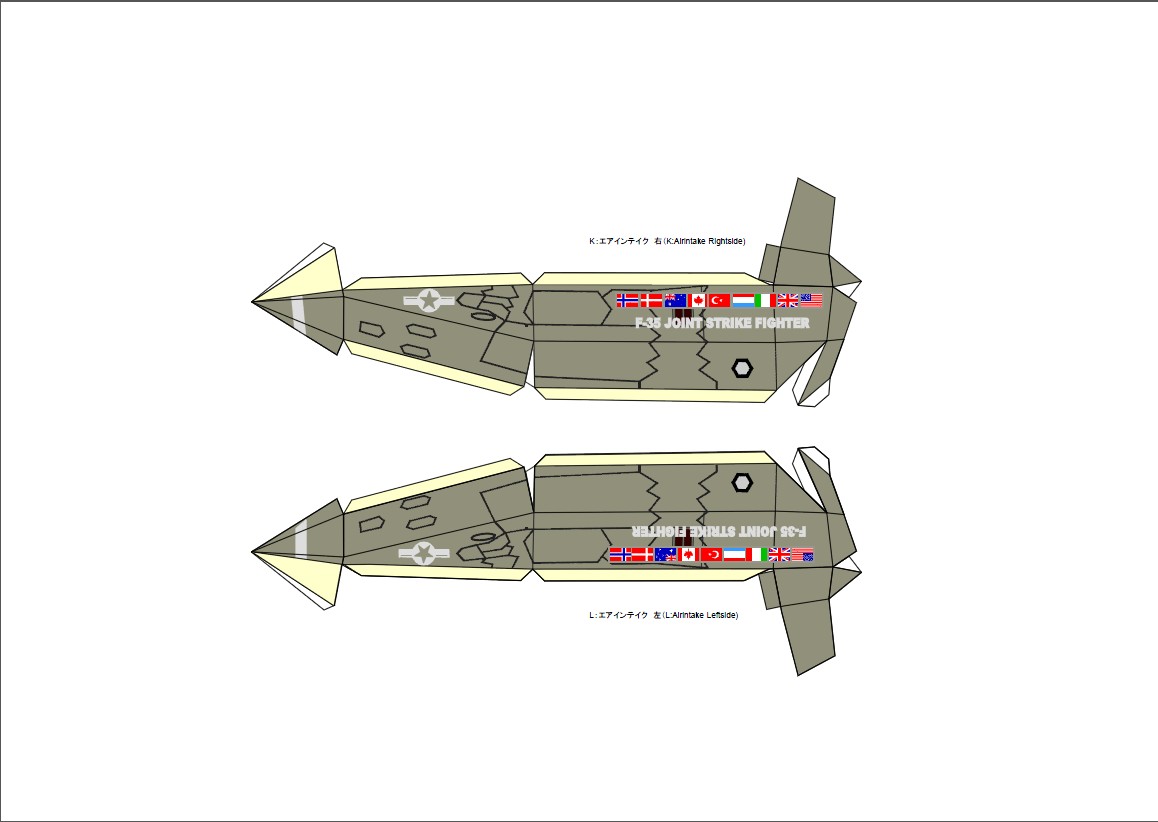 K:エアインテイク 右(K:Airintake Rightside)
F-35 JOINT STRIKE FIGHTER
F-35 JOINT STRIKE FIGHTER
L:エアインテイク 左(L:Airintake Leftside)